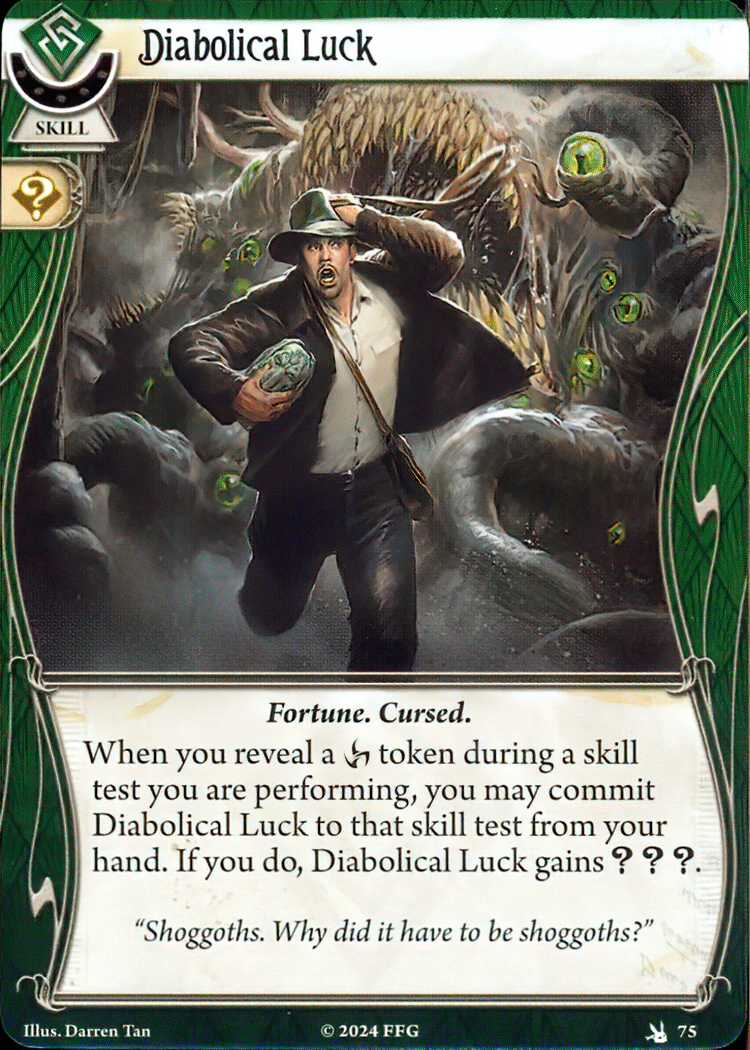 Diabolical Luck
SKILL
?
Fortune. Cursed.
When you reveal a token during a skill
test you are performing, you may commit
Diabolical Luck to that skill test from your
hand. If you do, Diabolical Luck gains ? ? ?.
“Shoggoths. Why did it have to be shoggoths?”
Illus. Darren Tan © 2024 FFG 75